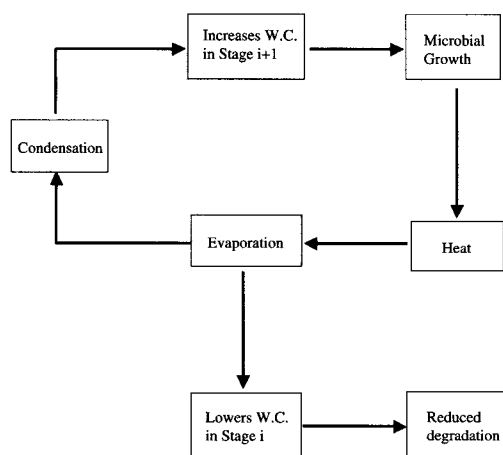 Increases W.C.
in Stage i+1
Microbial
Growth
Condensation
Evaporation
Heat
Lowers W.C.
in Stage i
Reduced
degradation